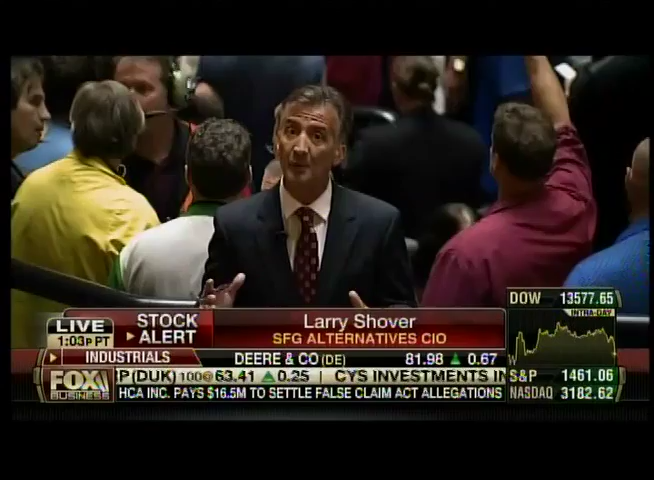 DOW 13577.65
INTRA-DAY
Larry Shover
SFG ALTERNATIVES CIO
STOCK
ALERT
LIVE
1:03P PT
INDUSTRIALS
DEERE & CO (DE) 81.98 0.67
P(DUK) 100@63.41 0.25 CYS INVESTMENTS IN
S&P 1461.06
FOX
BUSINESS
HCA INC. PAYS $16.5M TO SETTLE FALSE CLAIM ACT ALLEGATIONS
NASDAQ 3182.62